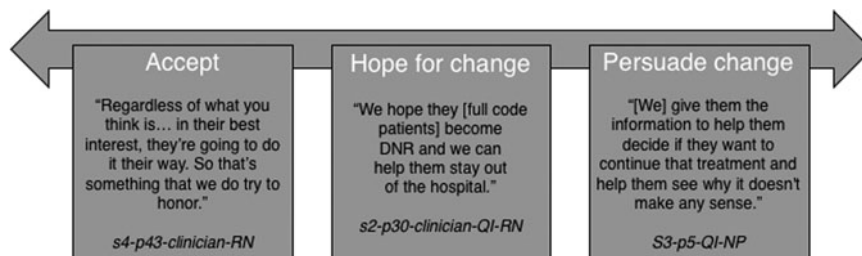 Accept
“Regardless of what you
think is... in their best
interest, they’re going to do
it their way. So that’s
something that we do try to
honor.”
s4-p43-clinician-RN
Hope for change
“We hope they [full code
patients] become
DNR and we can
help them stay out
of the hospital.”
s2-p30-clinician-QI-RN
Persuade change
“[We] give them the
information to help them
decide if they want to
continue that treatment and
help them see why it doesn't
make any sense.”
S3-p5-QI-NP